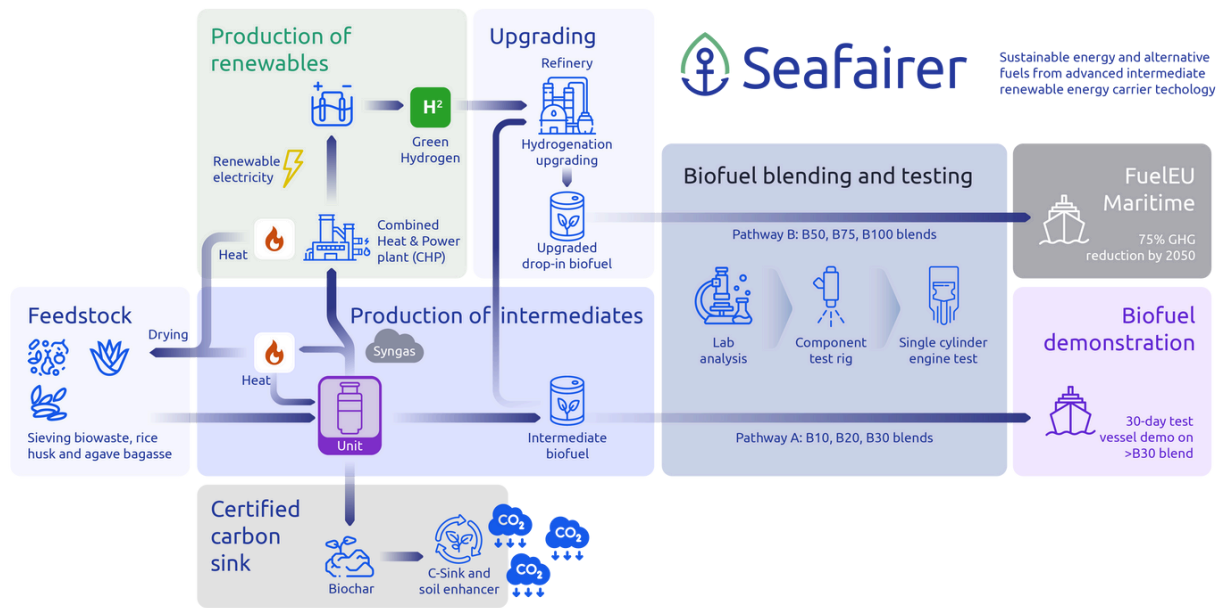 Production of
renewables
+ -
H²
Green
Hydrogen
Renewable
electricity
Heat
Combined
Heat & Power
plant (CHP)
Upgrading
Refinery
Hydrogenation
upgrading
Upgraded
drop-in biofuel
Seafairer
Sustainable energy and alternative
fuels from advanced intermediate
renewable energy carrier techology
Biofuel blending and testing
Pathway B: B50, B75, B100 blends
Lab
analysis
Component
test rig
Single cylinder
engine test
Pathway A: B10, B20, B30 blends
FuelEU
Maritime
75% GHG
reduction by 2050
Biofuel
demonstration
30-day test
vessel demo on
>B30 blend
Feedstock
Drying
Sieving biowaste, rice
husk and agave bagasse
Production of intermediates
Syngas
Heat
Unit
Intermediate
biofuel
Certified
carbon
sink
Biochar
C-Sink and
soil enhancer
CO2
CO2
CO2